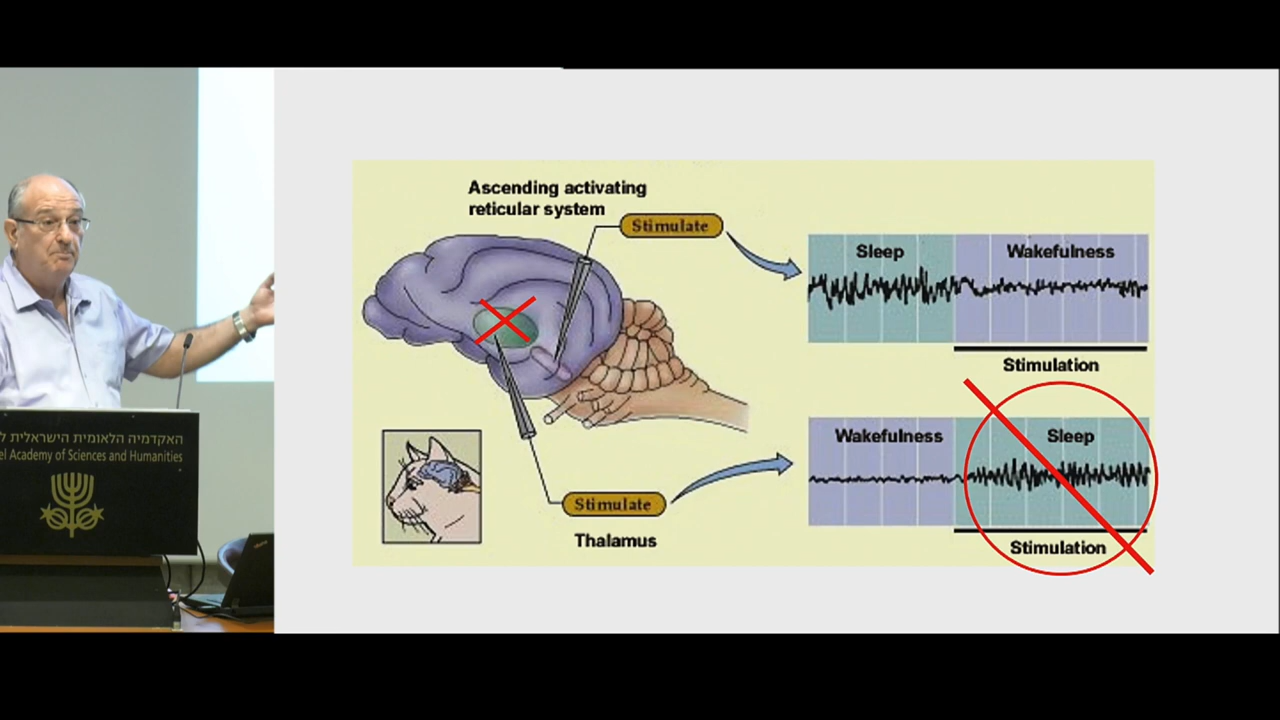 האקדמיה הלאומית הישראלית
Academy of Sciences and Humanities
Ascending activating
reticular system
Stimulate
Sleep
Wakefulness
Stimulation
Wakefulness
Sleep
Stimulate
Stimulation
Thalamus